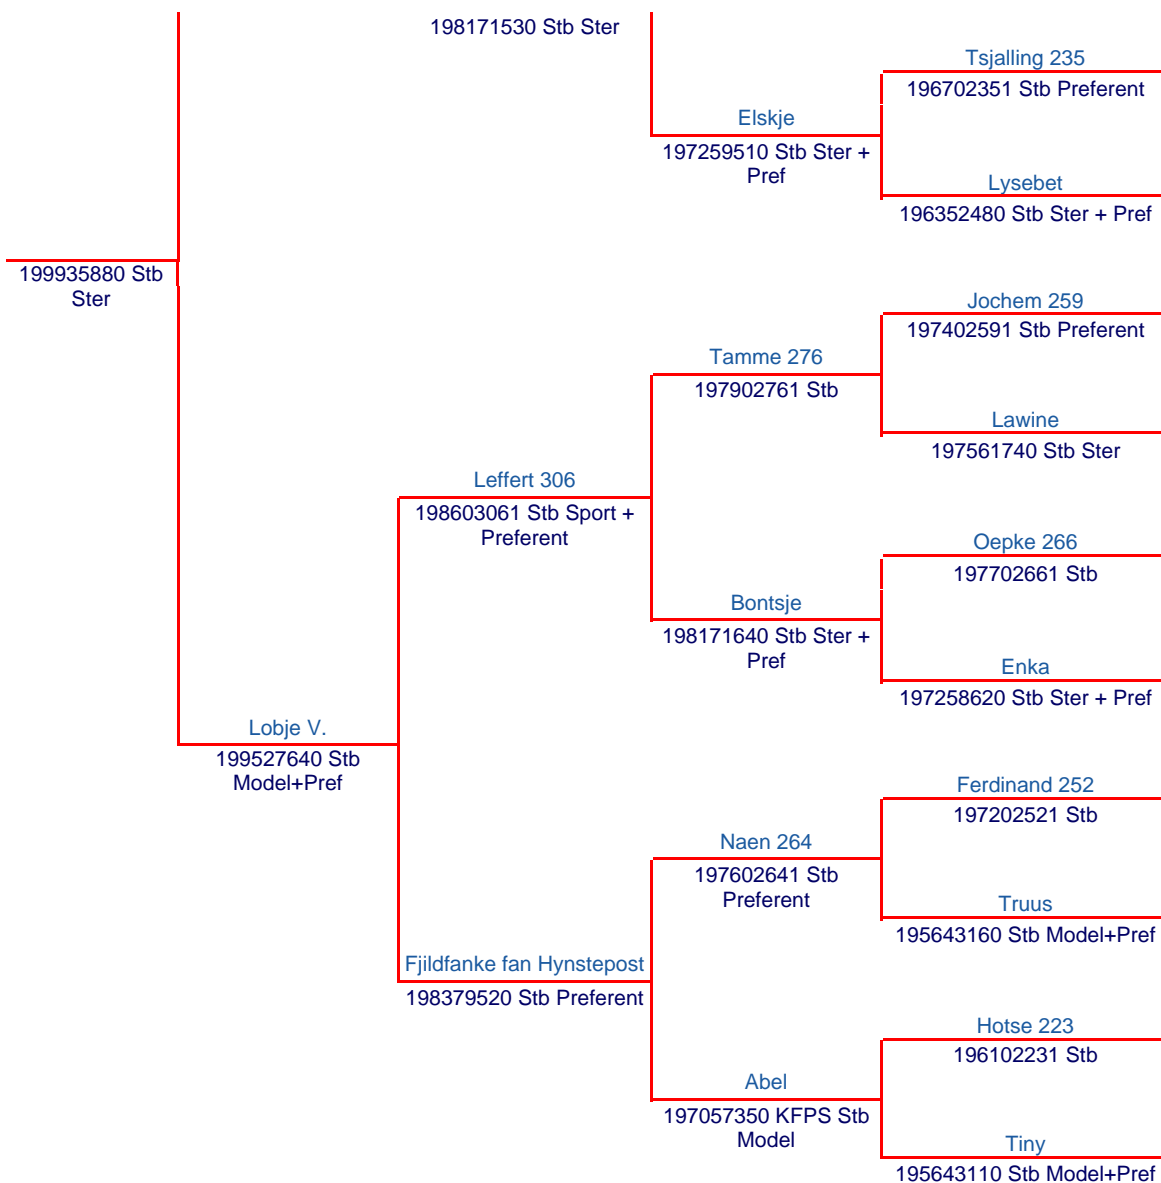 198171530 Stb Ster
Tsjalling 235
196702351 Stb Preferent
Elskje
197259510 Stb Ster +
Pref
Lysebet
196352480 Stb Ster + Pref
199935880 Stb
Ster
Jochem 259
197402591 Stb Preferent
Tamme 276
197902761 Stb
Lawine
197561740 Stb Ster
Leffert 306
198603061 Stb Sport +
Preferent
Oepke 266
197702661 Stb
Bontsje
198171640 Stb Ster +
Pref
Enka
197258620 Stb Ster + Pref
Lobje V.
199527640 Stb
Model+Pref
Ferdinand 252
197202521 Stb
Naen 264
197602641 Stb
Preferent
Truus
195643160 Stb Model+Pref
Fjildfanke fan Hynstepost
198379520 Stb Preferent
Hotse 223
196102231 Stb
Abel
197057350 KFPS Stb
Model
Tiny
195643110 Stb Model+Pref